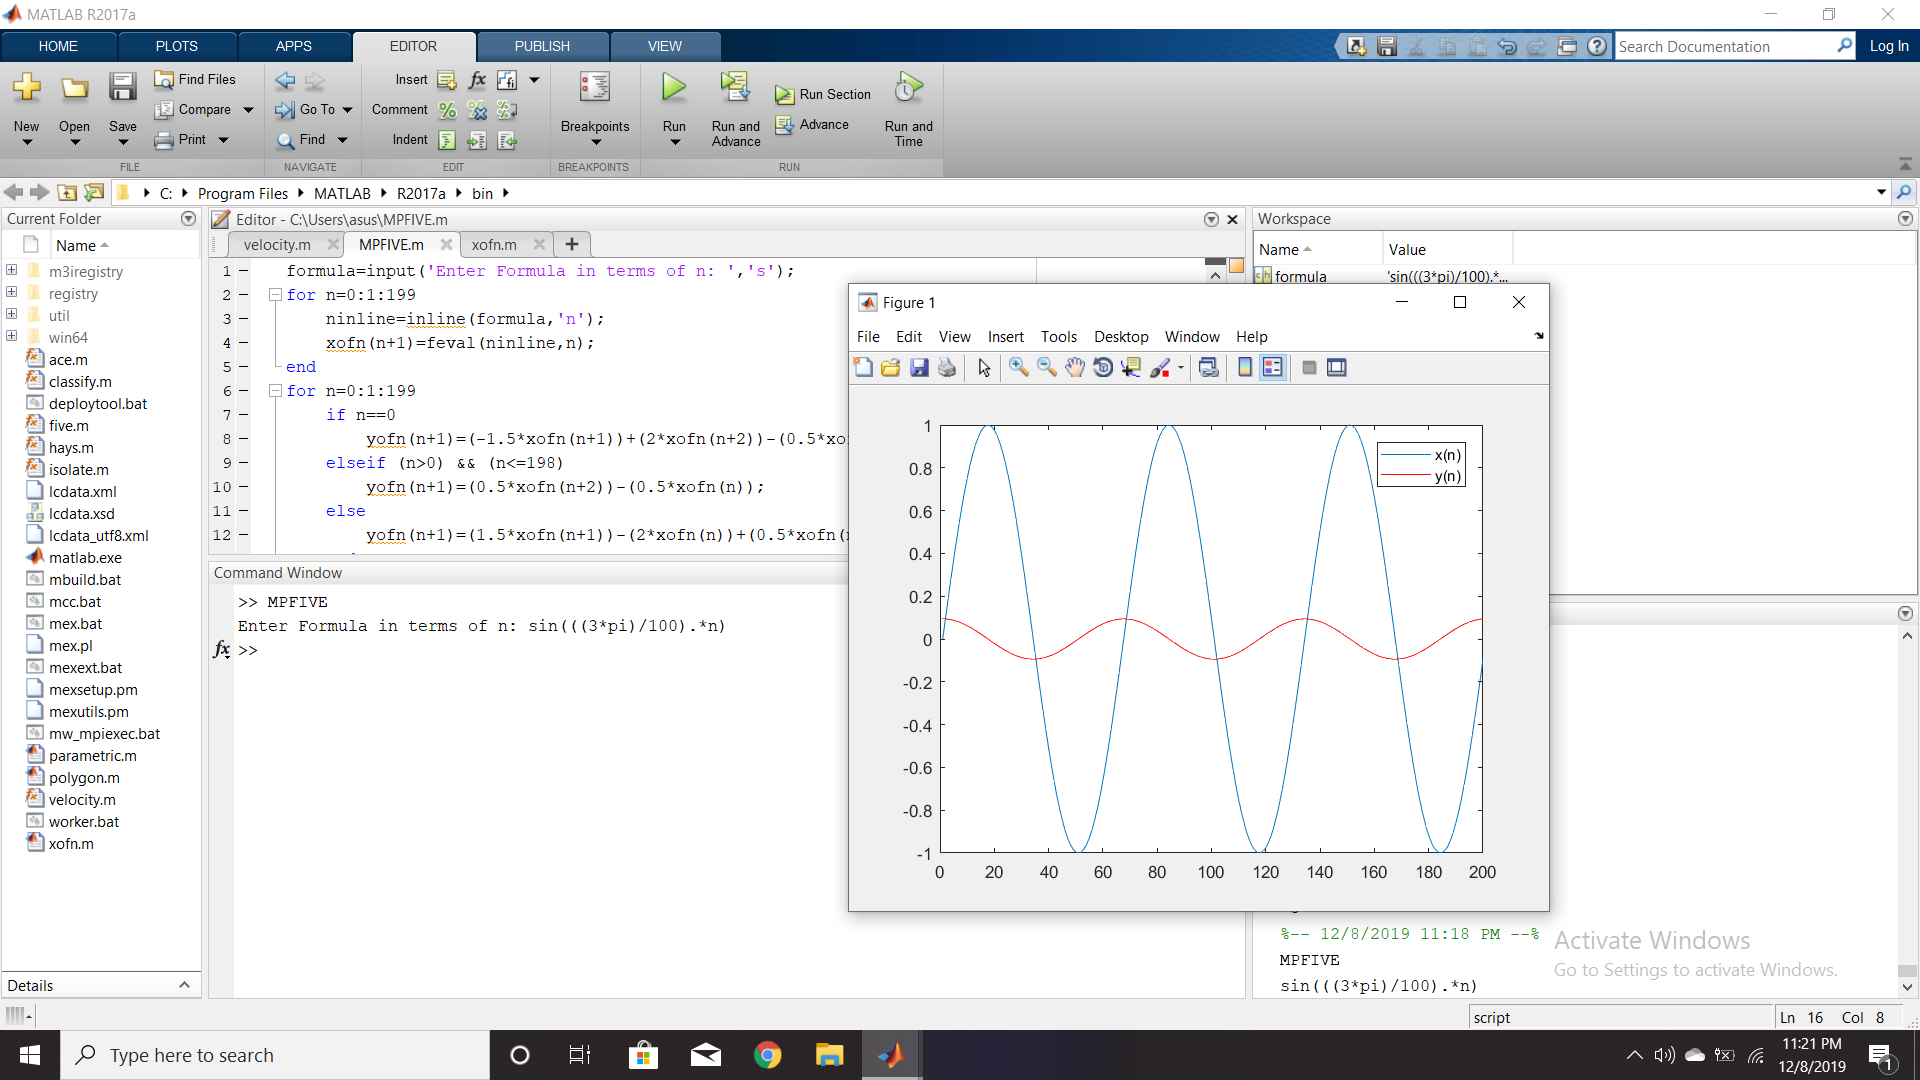 MATLAB R2017a
HOME PLOTS APPS EDITOR PUBLISH VIEW
Search Documentation
Log In
New
Open
Save
Find Files
Compare
Print
FILE
Go To
Find
NAVIGATE
Insert
Comment
Indent
EDIT
Breakpoints
BREAKPOINTS
Run
Run and Advance
Run Section
Advance
Run and Time
RUN
C: Program Files MATLAB R2017a bin
Current Folder
Name
m3iregistry
registry
util
win64
ace.m
classify.m
deploytool.bat
five.m
hays.m
isolate.m
lcdata.xml
lcdata.xsd
lcdata_utf8.xml
matlab.exe
mbuild.bat
mcc.bat
mex.bat
mex.pl
mexext.bat
mexsetup.pm
mexutils.pm
mw_mpiexec.bat
parametric.m
polygon.m
velocity.m
worker.bat
xofn.m
Details
Editor - C:\Users\asus\MPFIVE.m
velocity.m MPFIVE.m xofn.m
1 formula=input('Enter Formula in terms of n: ','s');
2 for n=0:1:199
3 ninline=inline(formula,'n');
4 xofn(n+1)=feval(ninline,n);
5 end
6 for n=0:1:199
7 if n==0
8 yofn(n+1)=(-1.5*xofn(n+1))+(2*xofn(n+2))-(0.5*xo
9 elseif (n>0) && (n<=198)
10 yofn(n+1)=(0.5*xofn(n+2))-(0.5*xofn(n));
11 else
12 yofn(n+1)=(1.5*xofn(n+1))-(2*xofn(n))+(0.5*xofn(
Command Window
>> MPFIVE
Enter Formula in terms of n: sin(((3*pi)/100).*n)
fx >>
Workspace
Name Value
formula 'sin(((3*pi)/100).*...
Figure 1
File Edit View Insert Tools Desktop Window Help
x(n)
y(n)
1
0.8
0.6
0.4
0.2
0
-0.2
-0.4
-0.6
-0.8
-1
0 20 40 60 80 100 120 140 160 180 200
%-- 12/8/2019 11:18 PM --%
MPFIVE
sin(((3*pi)/100).*n)
Activate Windows
Go to Settings to activate Windows.
script
Ln 16 Col 8
Type here to search
11:21 PM
12/8/2019
1